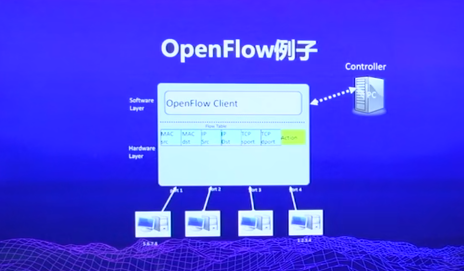 OpenFlow例子
Controller
Software
Layer
OpenFlow Client
Flow Table
MAC src
MAC dst
IP Src
IP Dst
TCP sport
TCP dport
Action
Hardware
Layer
port 1
port 2
port 3
port 4
5.6.7.8
1.2.3.4